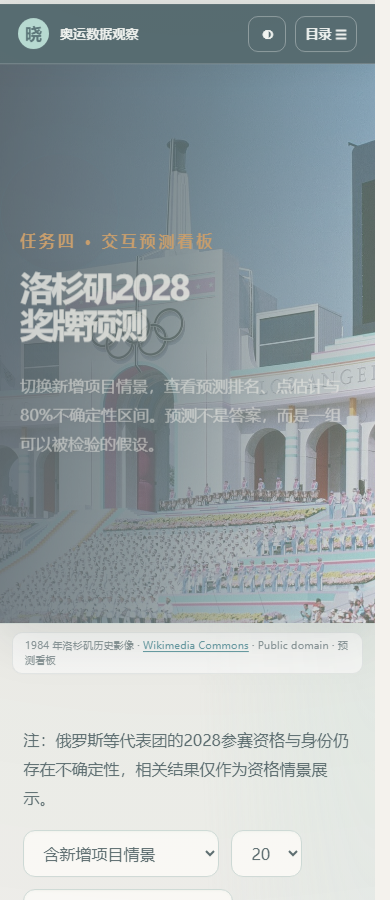 晓 奥运数据观察 目录 ☰
任务四 • 交互预测看板
洛杉矶2028
奖牌预测
切换新增项目情景，查看预测排名、点估计与
80%不确定性区间。预测不是答案，而是一组
可以被检验的假设。
1984 年洛杉矶历史影像 · Wikimedia Commons · Public domain · 预
测看板
注：俄罗斯等代表团的2028参赛资格与身份仍
存在不确定性，相关结果仅作为资格情景展
示。
含新增项目情景 20